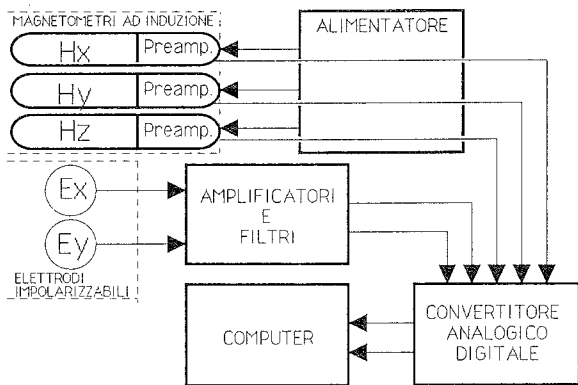 MAGNETOMETRI AD INDUZIONE
Hx Preamp.
Hy Preamp.
Hz Preamp.
ALIMENTATORE
Ex
Ey
ELETTRODI
IMPOLARIZZABILI
AMPLIFICATORI
E
FILTRI
COMPUTER
CONVERTITORE
ANALOGICO
DIGITALE